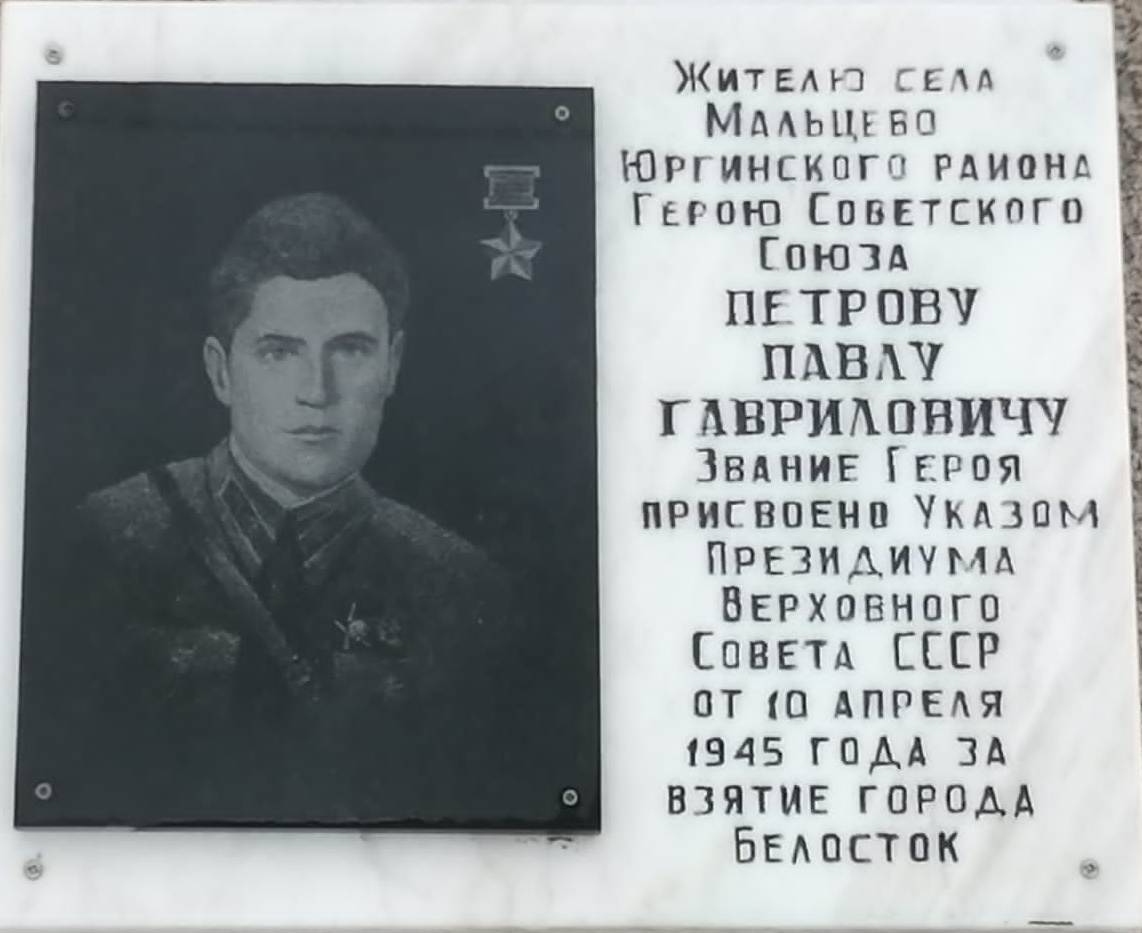 Жителю села
Мальцево
Юргинского района
Герою Советского
Союза
ПЕТРОВУ
ПАВЛУ
ГАВРИЛОВИЧУ
Звание Героя
присвоено Указом
Президиума
Верховного
Совета СССР
от 10 апреля
1945 года за
взятие города
Белосток